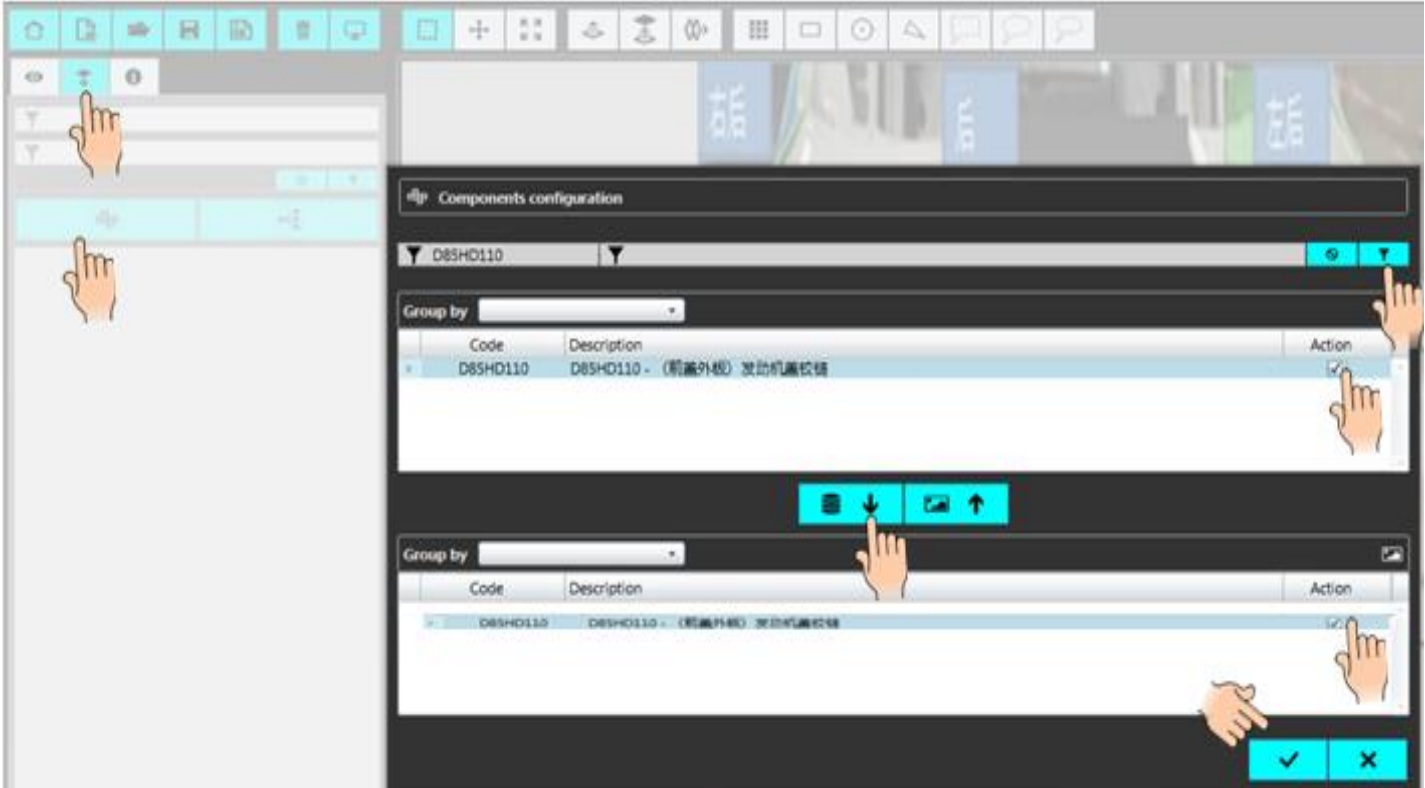 Components configuration
D85HD110
Group by
Code Description Action
D85HD110 D85HD110 - （前盖外板）发动机盖铰链
Group by
Code Description Action
D85HD110 D85HD110 - （前盖外板）发动机盖铰链